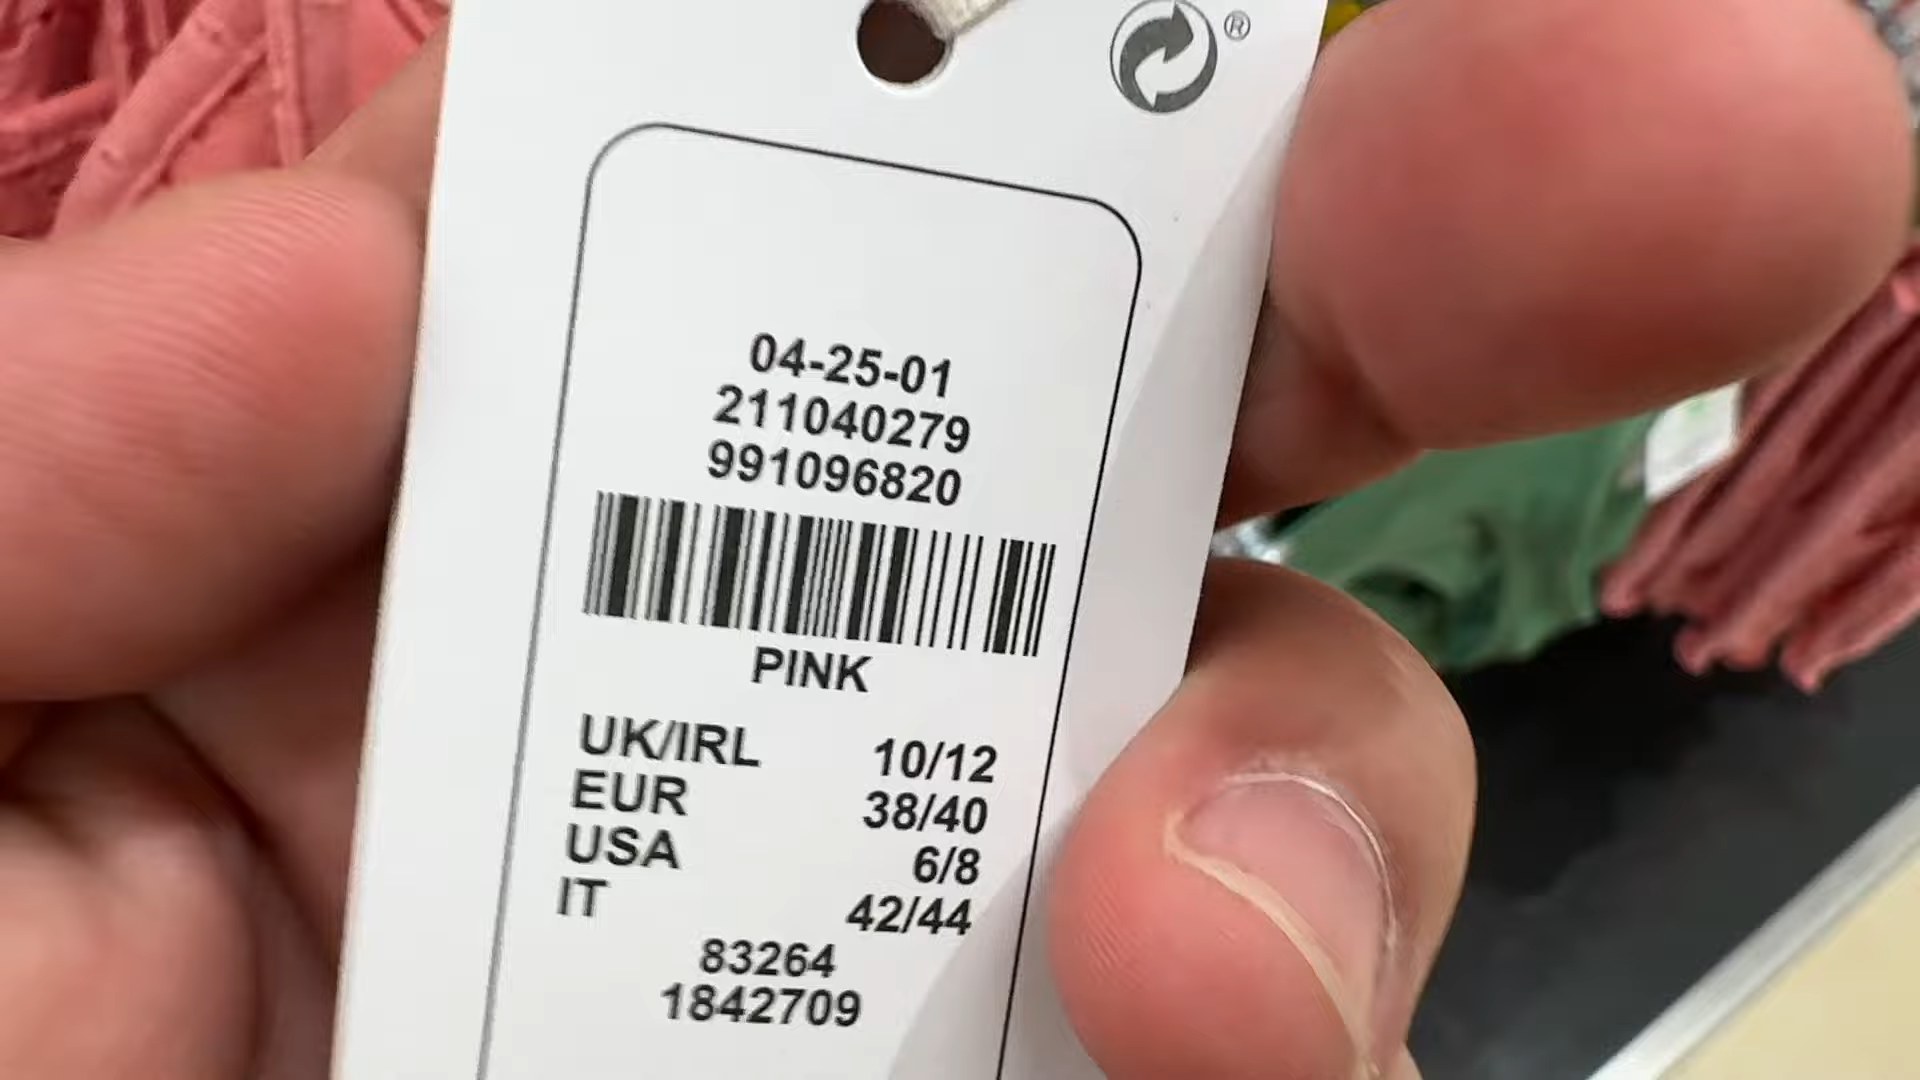 ®
04-25-01
211040279
991096820
PINK
UK/IRL 10/12
EUR 38/40
USA 6/8
IT 42/44
83264
1842709